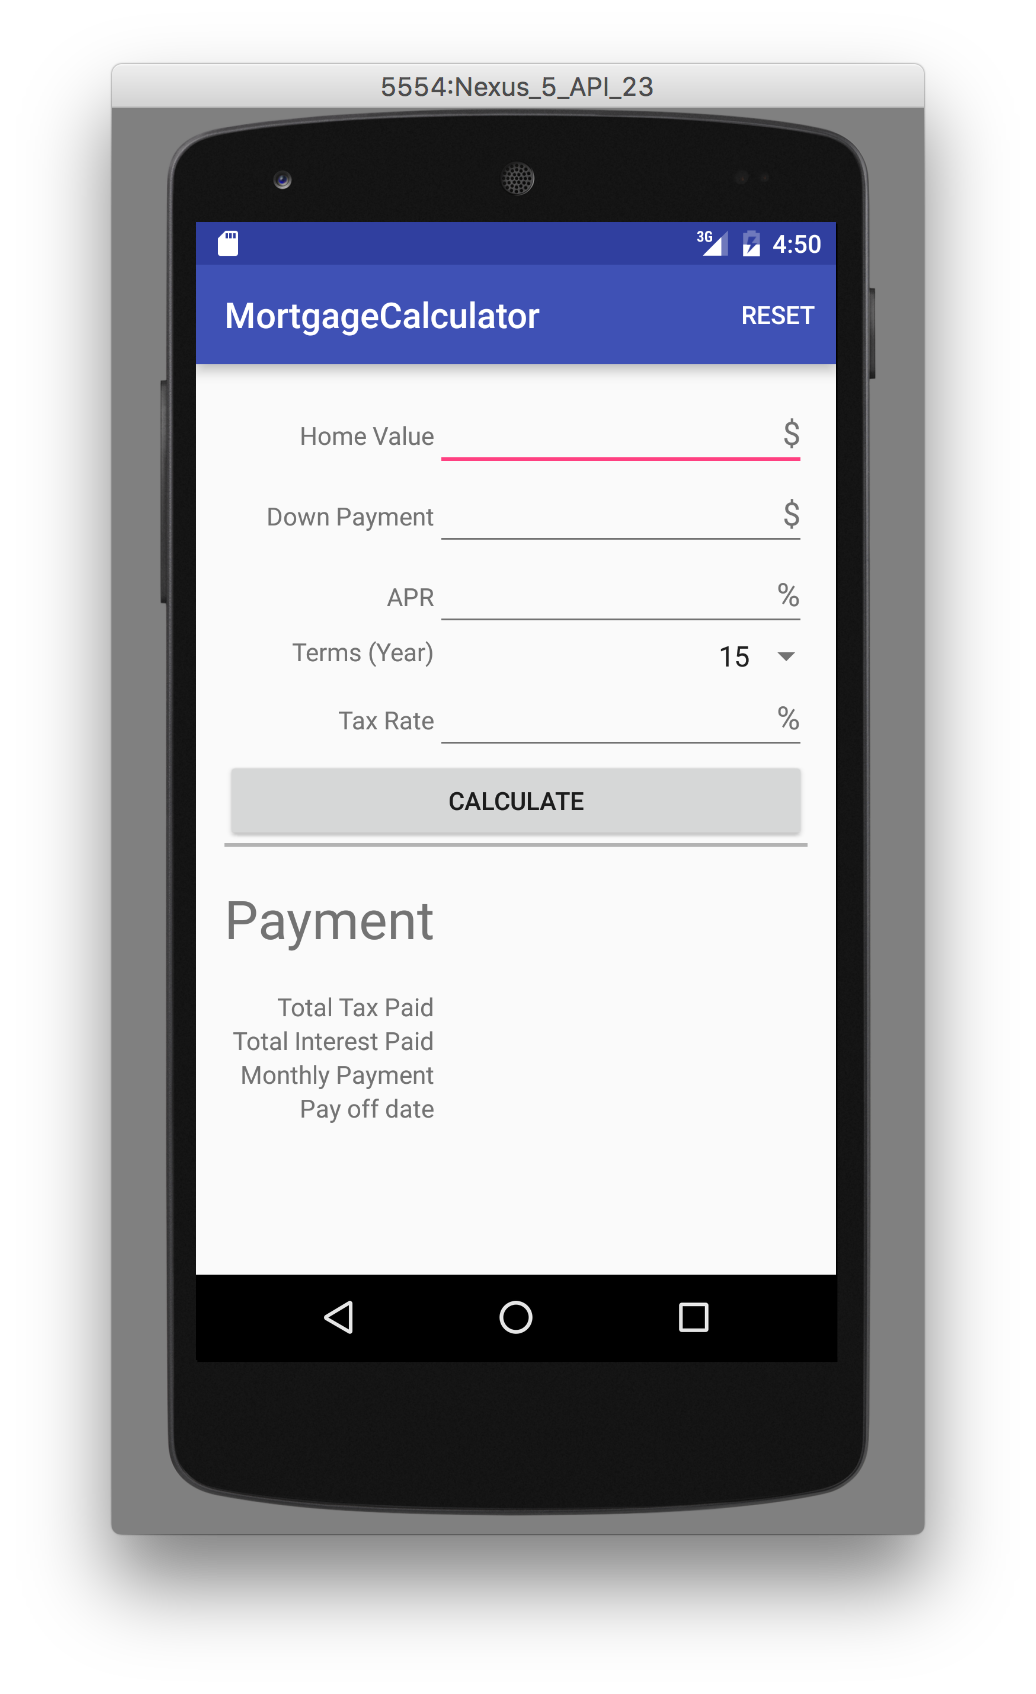 5554:Nexus_5_API_23
3G 4:50
MortgageCalculator RESET
Home Value $
Down Payment $
APR %
Terms (Year) 15
Tax Rate %
CALCULATE
Payment
Total Tax Paid
Total Interest Paid
Monthly Payment
Pay off date